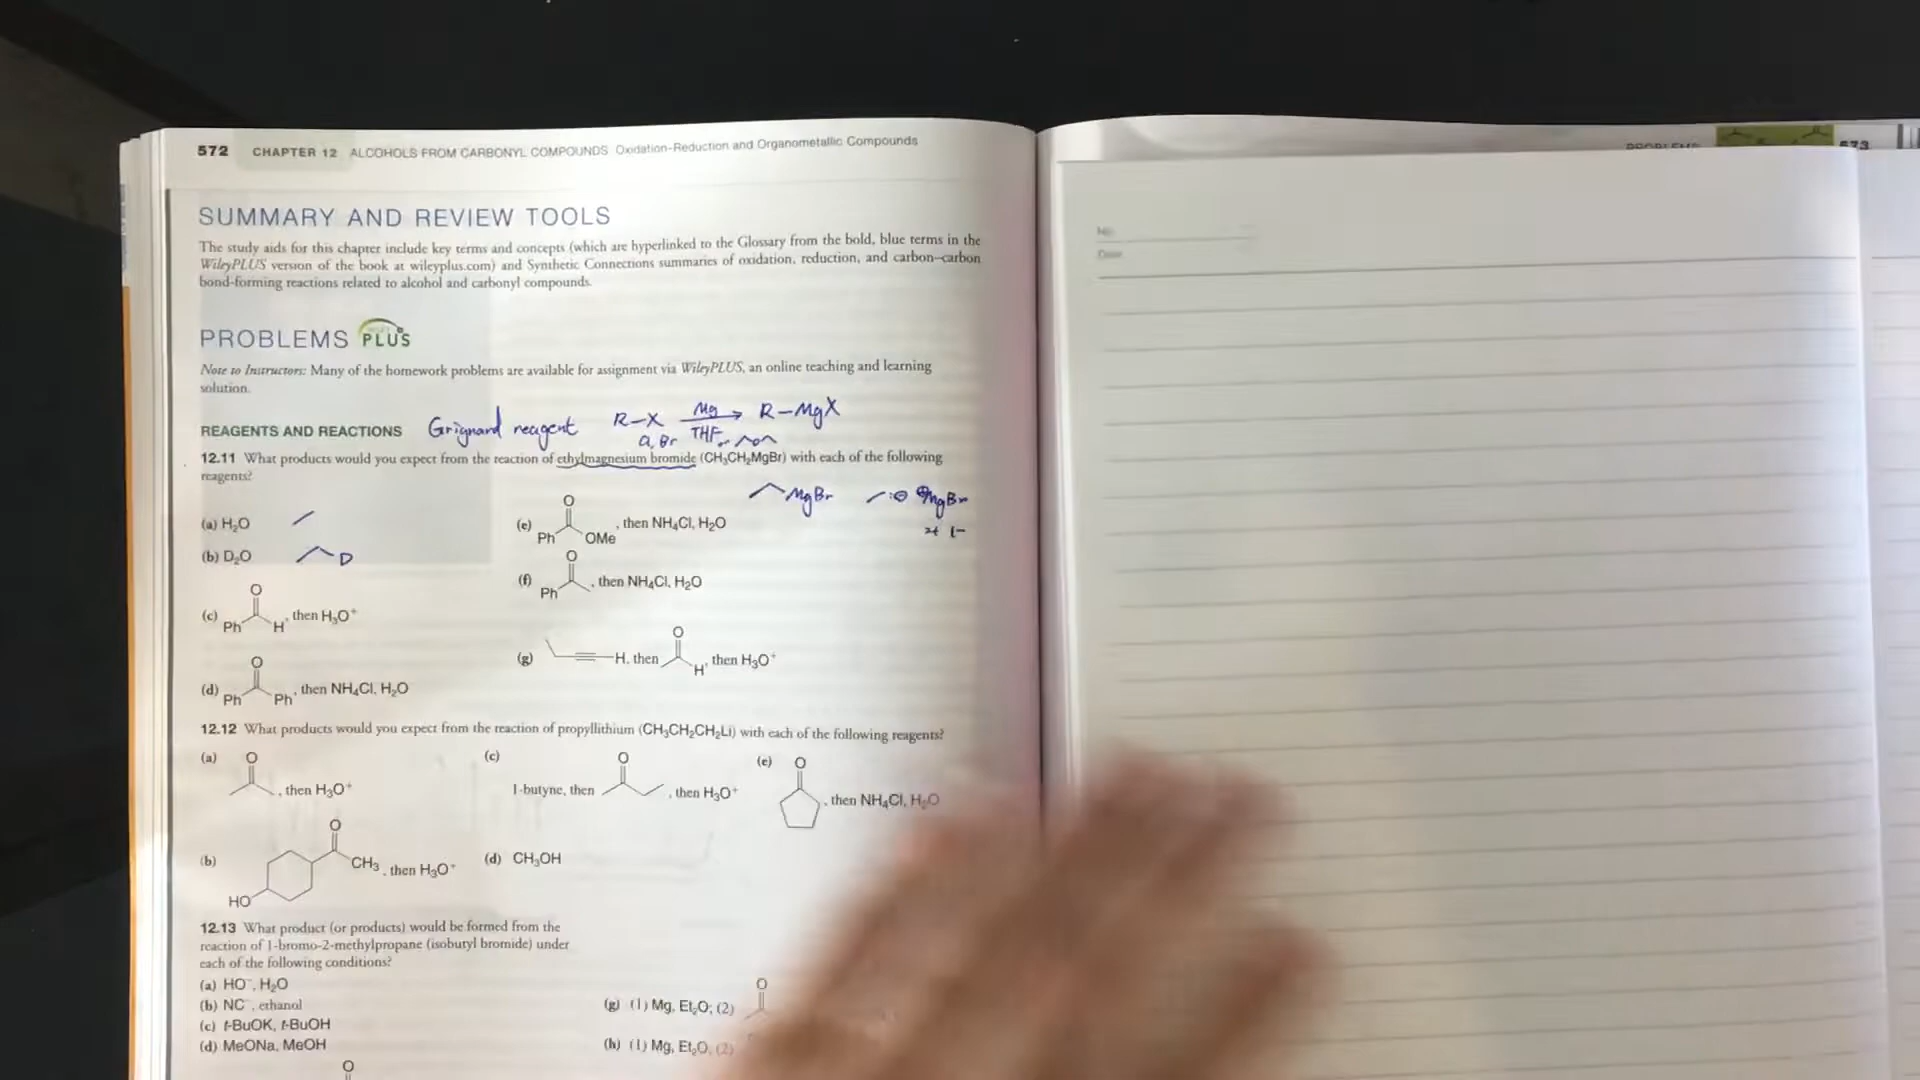 572 CHAPTER 12 ALCOHOLS FROM CARBONYL COMPOUNDS Oxidation-Reduction and Organometallic Compounds
573
SUMMARY AND REVIEW TOOLS
The study aids for this chapter include key terms and concepts (which are hyperlinked to the Glossary from the bold, blue terms in the
WileyPLUS version of the book at wileyplus.com) and Synthetic Connections summaries of oxidation, reduction, and carbon–carbon
bond-forming reactions related to alcohol and carbonyl compounds.
PROBLEMS WILEY PLUS
Note to Instructors: Many of the homework problems are available for assignment via WileyPLUS, an online teaching and learning
solution.
REAGENTS AND REACTIONS Grignard reagent R–X Mg R–MgX
Cl, Br THF or O
12.11 What products would you expect from the reaction of ethylmagnesium bromide (CH₃CH₂MgBr) with each of the following
reagents?
MgBr :⊖ ⊕MgBr
2+ 1-
(a) H₂O
(b) D₂O D
(c) O Ph H, then H₃O⁺
(d) O Ph Ph, then NH₄Cl, H₂O
(e) O Ph OMe, then NH₄Cl, H₂O
(f) O Ph, then NH₄Cl, H₂O
(g) H, then O H, then H₃O⁺
12.12 What products would you expect from the reaction of propyllithium (CH₃CH₂CH₂Li) with each of the following reagents?
(a) O, then H₃O⁺
(b) HO O CH₃, then H₃O⁺
(c) 1-butyne, then O, then H₃O⁺
(d) CH₃OH
(e) O, then NH₄Cl, H₂O
12.13 What product (or products) would be formed from the
reaction of 1-bromo-2-methylpropane (isobutyl bromide) under
each of the following conditions?
(a) HO⁻, H₂O
(b) NC⁻, ethanol
(c) t-BuOK, t-BuOH
(d) MeONa, MeOH
O
(g) (1) Mg, Et₂O; (2) O
(h) (1) Mg, Et₂O; (2)
No.
Date